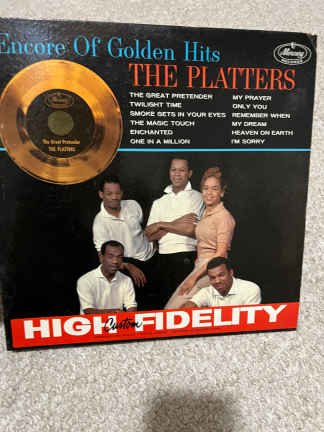 Encore Of Golden Hits
THE PLATTERS
Mercury
RECORDS
THE GREAT PRETENDER
TWILIGHT TIME
SMOKE GETS IN YOUR EYES
THE MAGIC TOUCH
ENCHANTED
ONE IN A MILLION
MY PRAYER
ONLY YOU
REMEMBER WHEN
MY DREAM
HEAVEN ON EARTH
I'M SORRY
Mercury
The Great Pretender
THE PLATTERS
Custom
HIGH FIDELITY